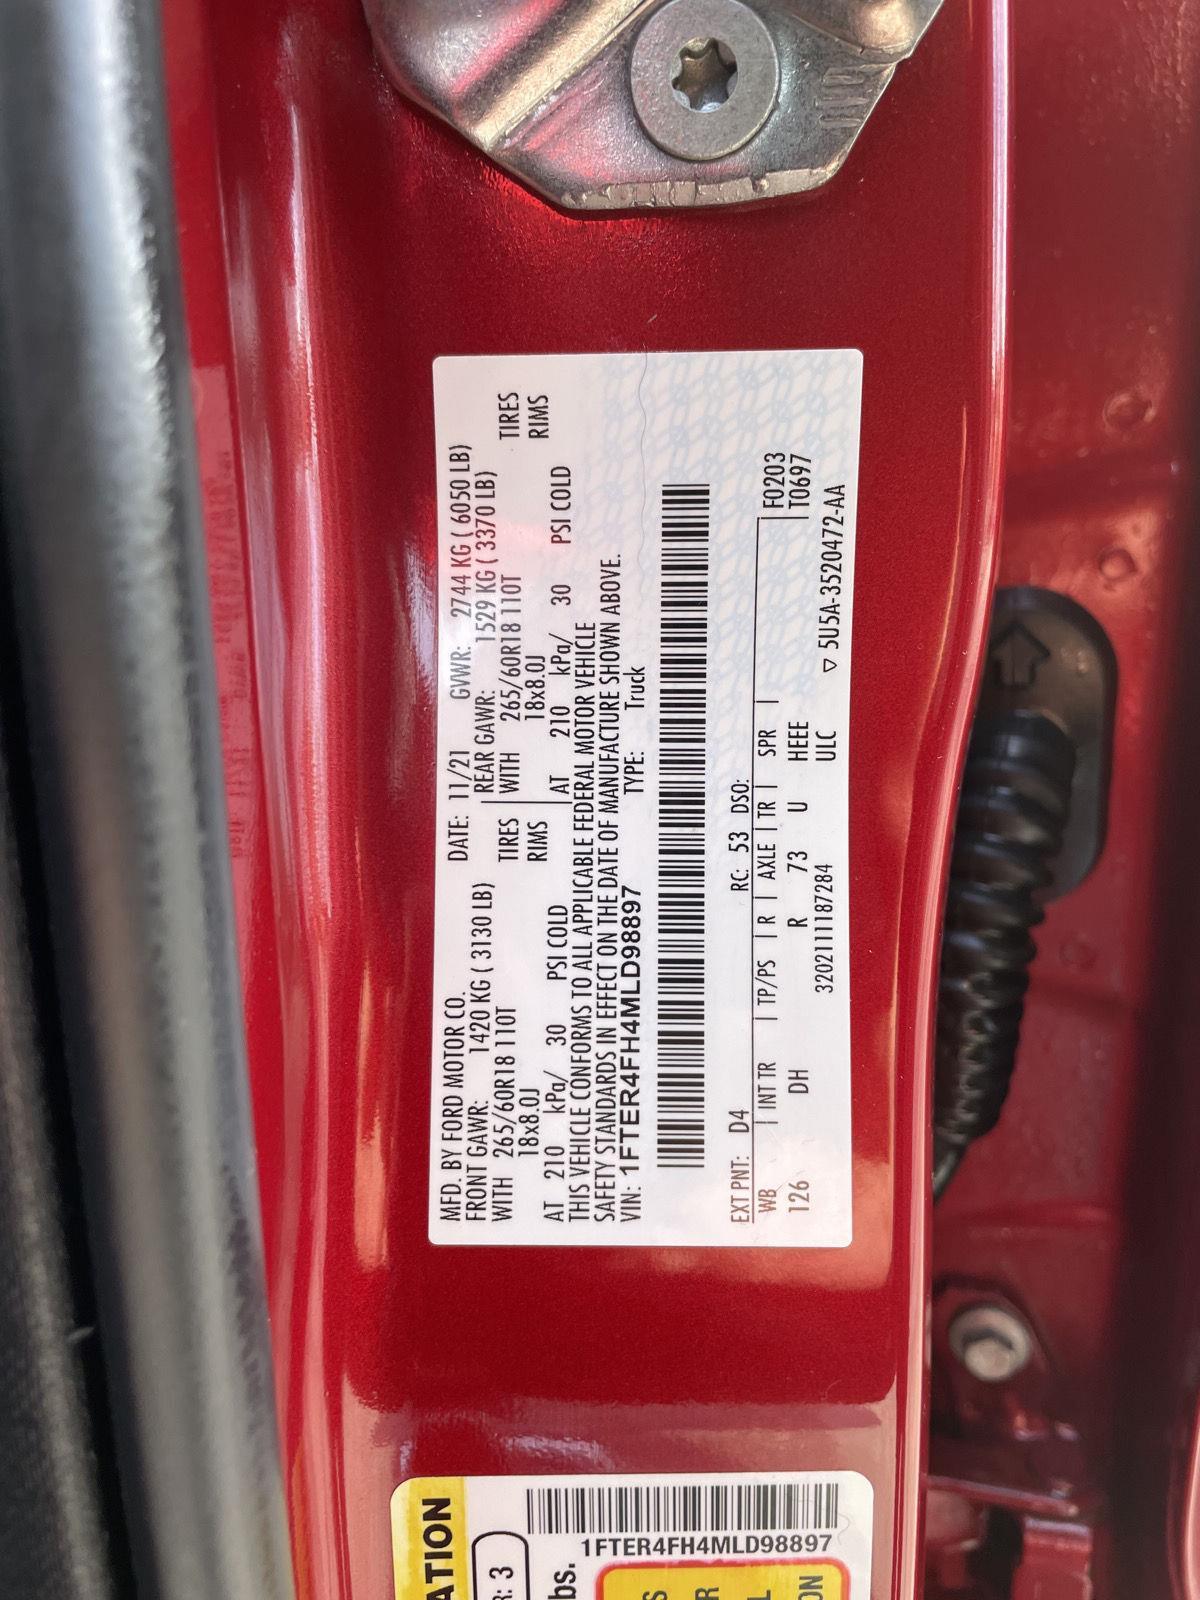 MFD. BY FORD MOTOR CO.
DATE: 11/21 GVWR: 2744 KG ( 6050 LB)
FRONT GAWR: 1420 KG ( 3130 LB) REAR GAWR: 1529 KG ( 3370 LB)
WITH 265/60R18 110T TIRES WITH 265/60R18 110T TIRES
18x8.0J RIMS 18x8.0J RIMS
AT 210 kPa/ 30 PSI COLD AT 210 kPa/ 30 PSI COLD
THIS VEHICLE CONFORMS TO ALL APPLICABLE FEDERAL MOTOR VEHICLE
SAFETY STANDARDS IN EFFECT ON THE DATE OF MANUFACTURE SHOWN ABOVE.
VIN: 1FTER4FH4MLD98897 TYPE: Truck
EXT PNT: D4 RC: 53 DSO:
WB INT TR TP/PS R AXLE TR SPR F0203
126 DH R 73 U HEEE T0697
3202111187284 ULC
▽ 5U5A-3520472-AA
ATION
R: 3
bs.
1FTER4FH4MLD98897
S
R
L
ON